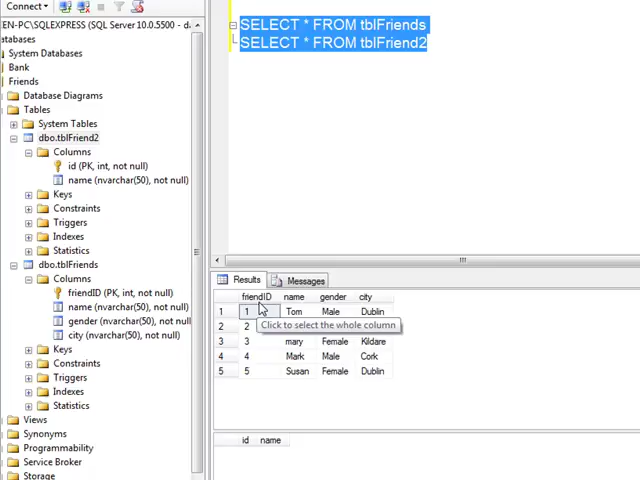 Connect
EN-PC\SQLEXPRESS (SQL Server 10.0.5500 - EN
atabases
System Databases
Bank
Friends
Database Diagrams
Tables
System Tables
dbo.tblFriend2
Columns
id (PK, int, not null)
name (nvarchar(50), not null)
Keys
Constraints
Triggers
Indexes
Statistics
dbo.tblFriends
Columns
friendID (PK, int, not null)
name (nvarchar(50), not null)
gender (nvarchar(50), not null)
city (nvarchar(50), not null)
Keys
Constraints
Triggers
Indexes
Statistics
Views
Synonyms
Programmability
Service Broker
Storage
SELECT * FROM tblFriends
SELECT * FROM tblFriend2
Results Messages
friendID name gender city
1 1 Tom Male Dublin
2 2
Click to select the whole column
3 3 mary Female Kildare
4 4 Mark Male Cork
5 5 Susan Female Dublin
id name